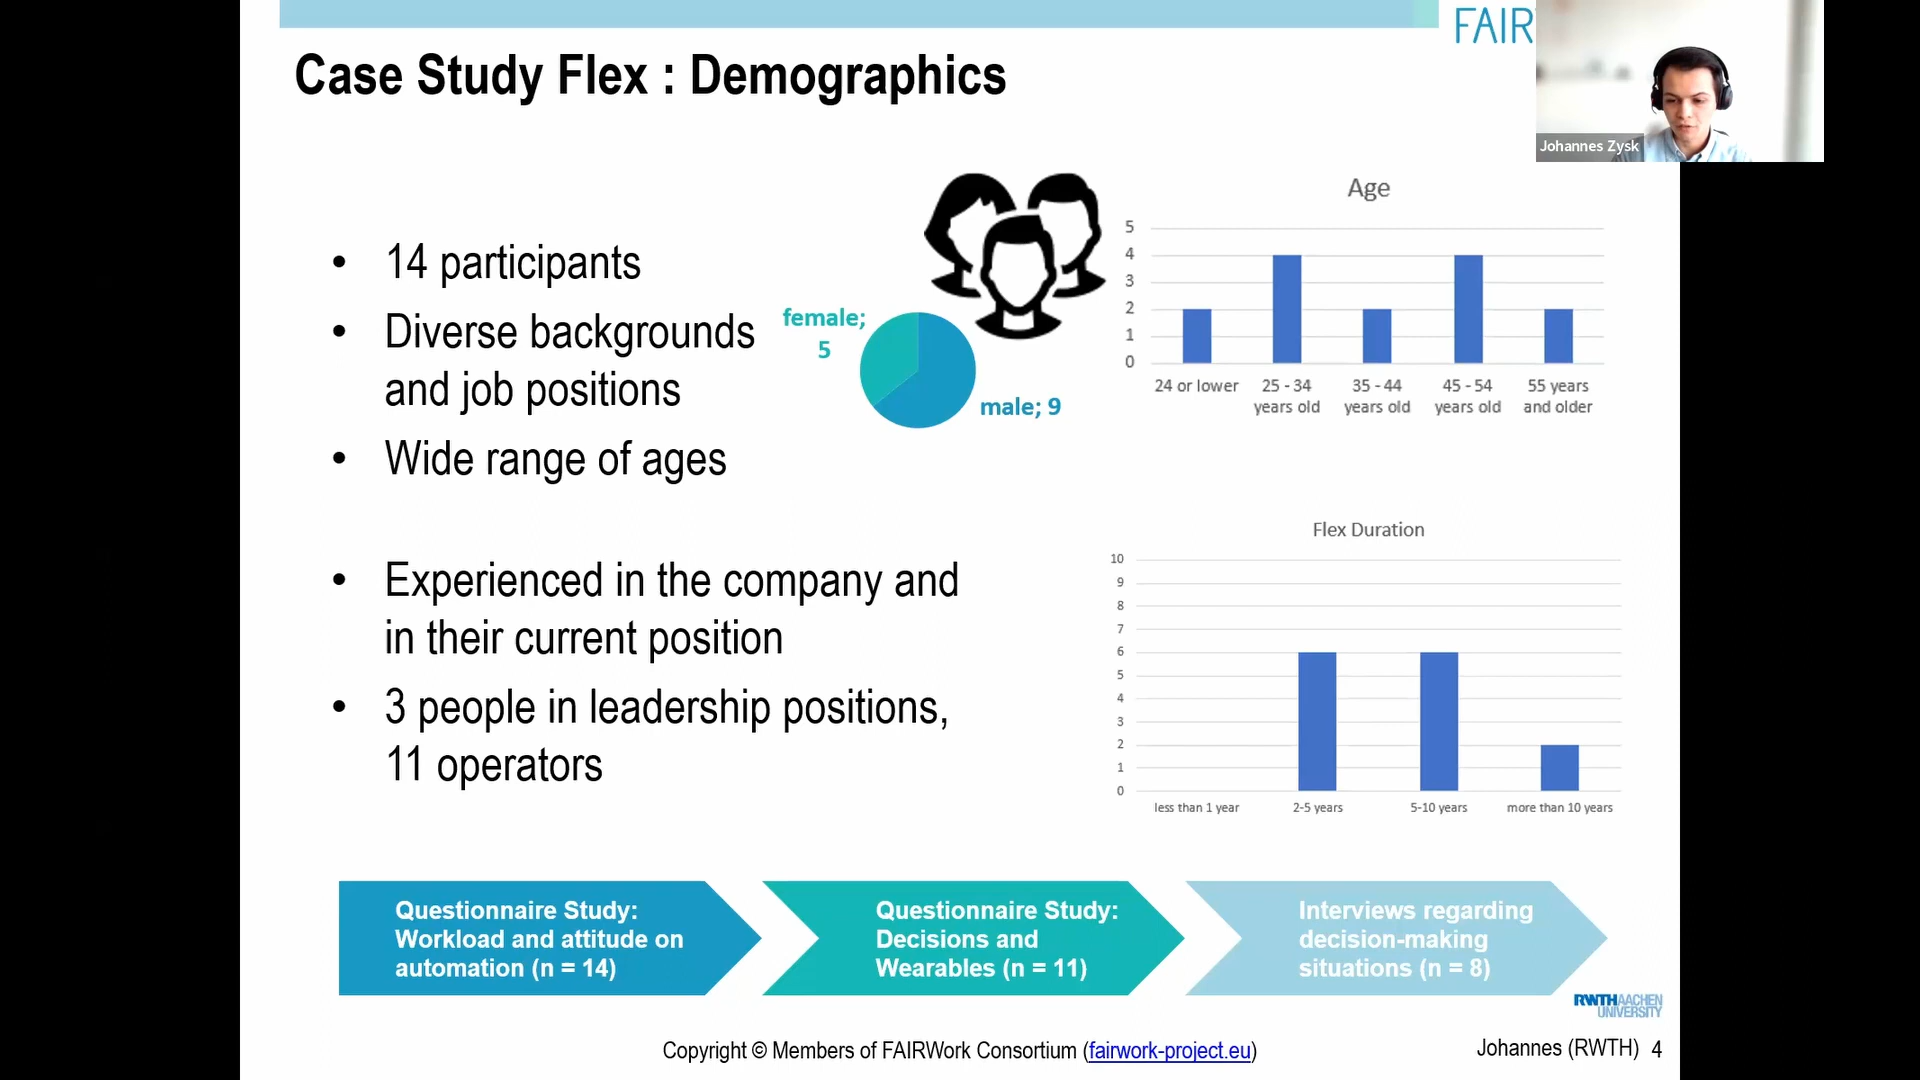 FAIR
Case Study Flex : Demographics
Johannes Zysk
• 14 participants
• Diverse backgrounds
and job positions
• Wide range of ages
• Experienced in the company and
in their current position
• 3 people in leadership positions,
11 operators
female;
5
male; 9
Age
5
4
3
2
1
0
24 or lower
25 - 34
years old
35 - 44
years old
45 - 54
years old
55 years
and older
Flex Duration
10
9
8
7
6
5
4
3
2
1
0
less than 1 year
2-5 years
5-10 years
more than 10 years
Questionnaire Study:
Workload and attitude on
automation (n = 14)
Questionnaire Study:
Decisions and
Wearables (n = 11)
Interviews regarding
decision-making
situations (n = 8)
RWTHAACHEN
UNIVERSITY
Copyright © Members of FAIRWork Consortium (fairwork-project.eu)
Johannes (RWTH) 4